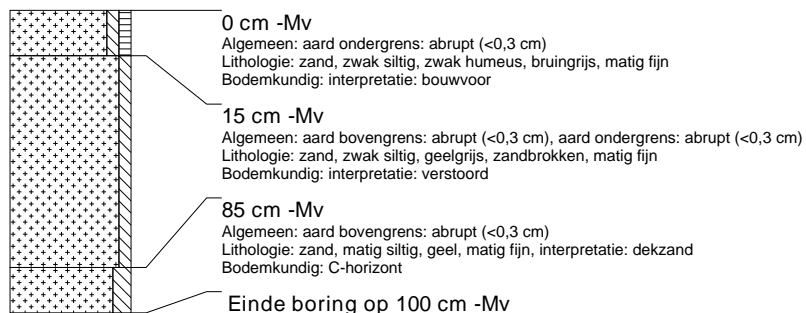 0 cm -Mv
Algemeen: aard ondergrens: abrupt (<0,3 cm)
Lithologie: zand, zwak siltig, zwak humeus, bruingrijs, matig fijn
Bodemkundig: interpretatie: bouwvoor
15 cm -Mv
Algemeen: aard bovengrens: abrupt (<0,3 cm), aard ondergrens: abrupt (<0,3 cm)
Lithologie: zand, zwak siltig, geelgrijs, zandbrokken, matig fijn
Bodemkundig: interpretatie: verstoord
85 cm -Mv
Algemeen: aard bovengrens: abrupt (<0,3 cm)
Lithologie: zand, matig siltig, geel, matig fijn, interpretatie: dekzand
Bodemkundig: C-horizont
Einde boring op 100 cm -Mv